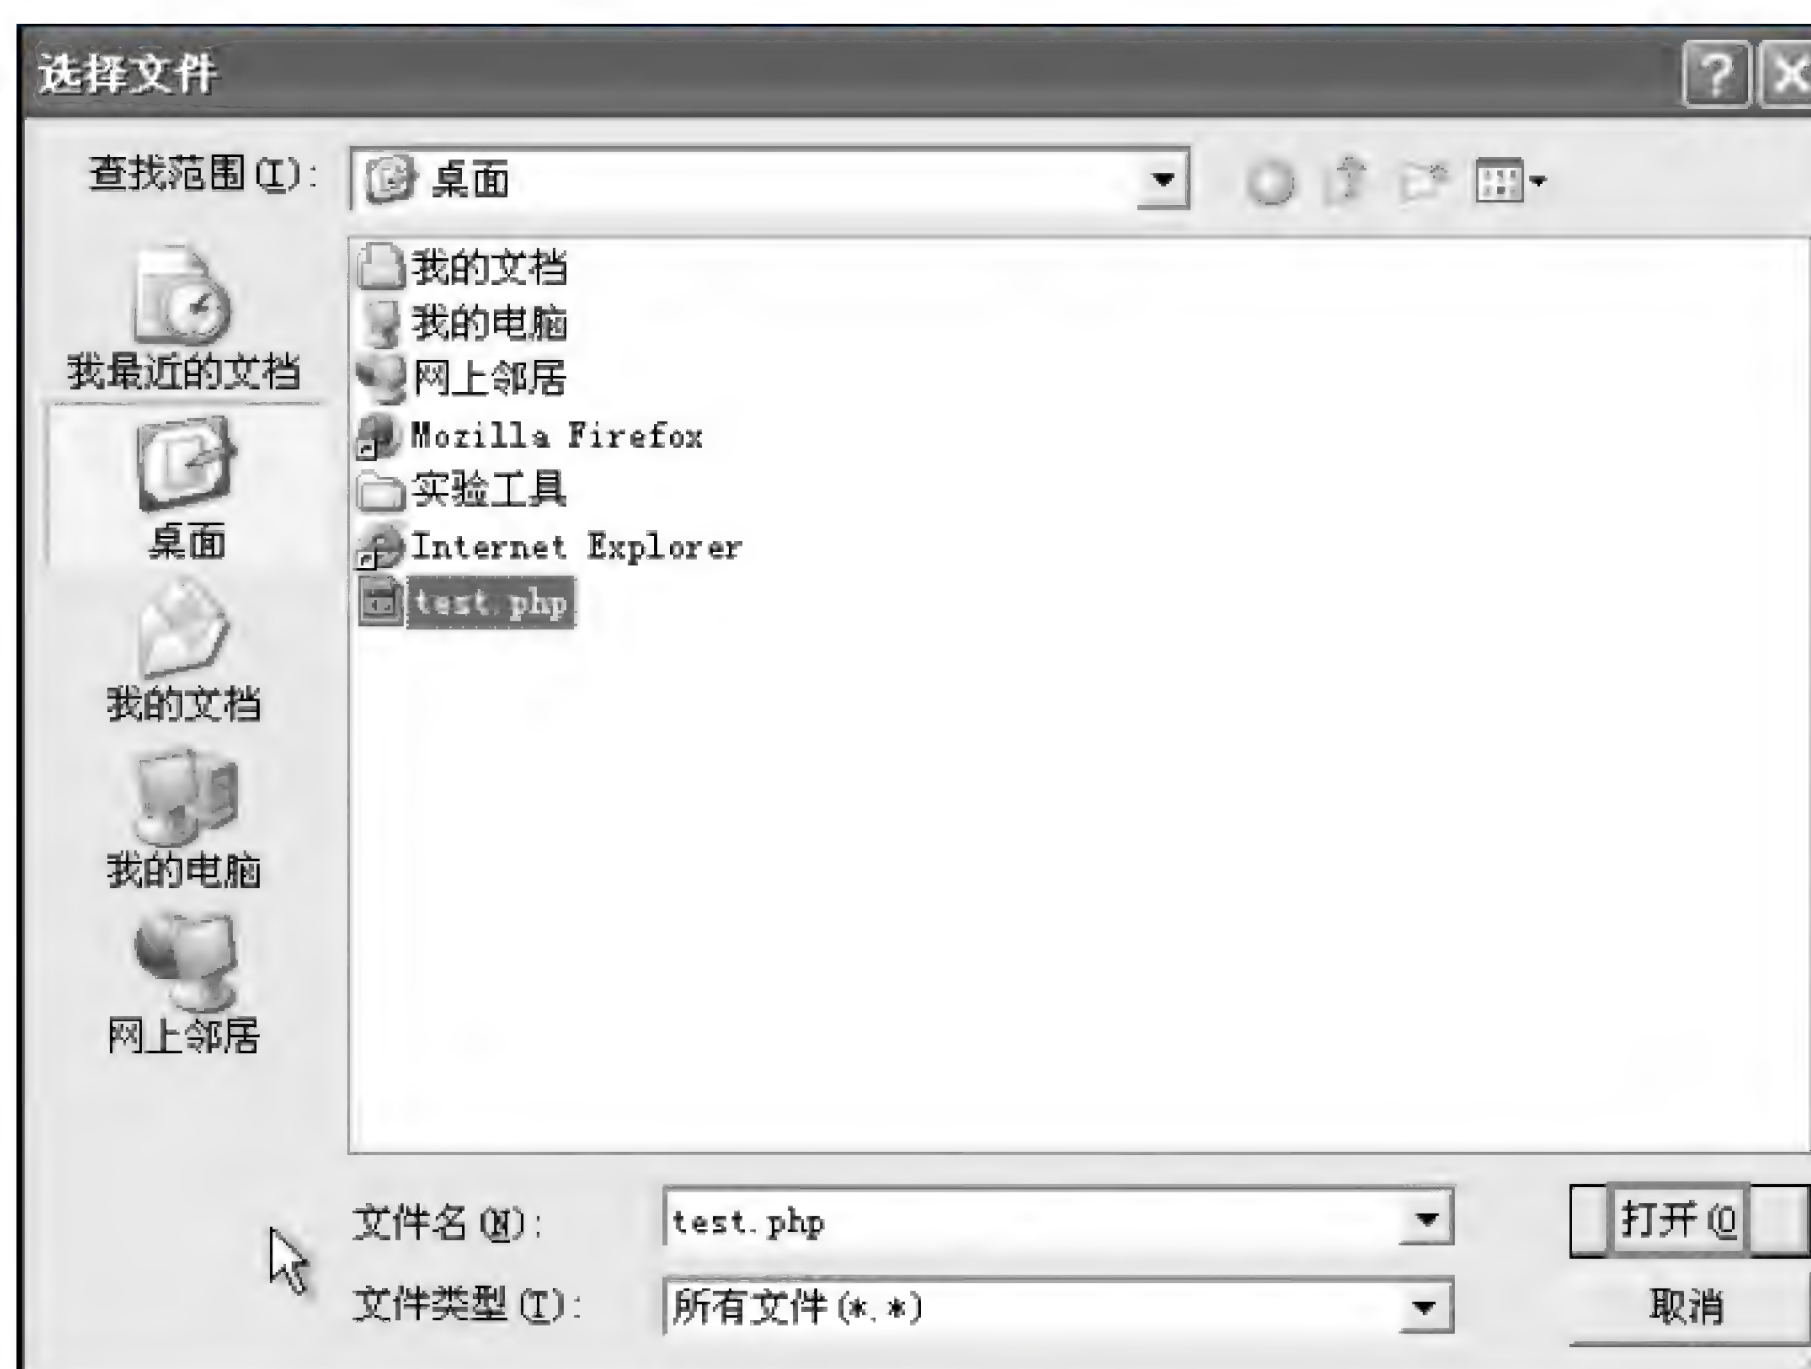 选择文件
查找范围(I):
桌面
我最近的文档
桌面
我的文档
我的电脑
网上邻居
我的文档
我的电脑
网上邻居
Mozilla Firefox
实验工具
Internet Explorer
test.php
文件名(N):
test.php
打开(O
文件类型(T):
所有文件(*.*)
取消